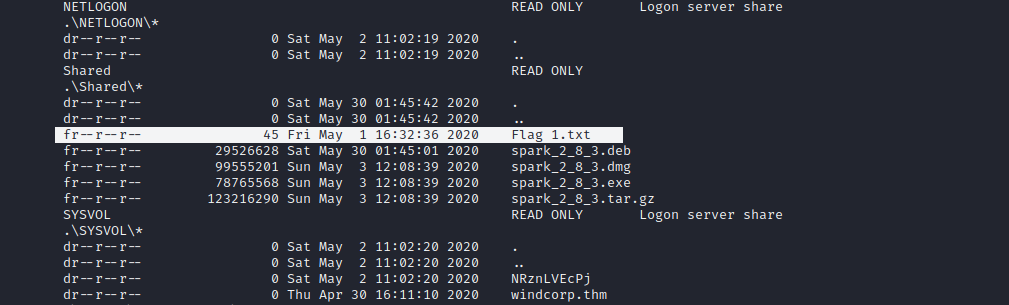 NETLOGON READ ONLY Logon server share
.\NETLOGON\*
dr--r--r-- 0 Sat May 2 11:02:19 2020 .
dr--r--r-- 0 Sat May 2 11:02:19 2020 ..
Shared READ ONLY
.\Shared\*
dr--r--r-- 0 Sat May 30 01:45:42 2020 .
dr--r--r-- 0 Sat May 30 01:45:42 2020 ..
fr--r--r-- 45 Fri May 1 16:32:36 2020 Flag 1.txt
fr--r--r-- 29526628 Sat May 30 01:45:01 2020 spark_2_8_3.deb
fr--r--r-- 99555201 Sun May 3 12:08:39 2020 spark_2_8_3.dmg
fr--r--r-- 78765568 Sun May 3 12:08:39 2020 spark_2_8_3.exe
fr--r--r-- 123216290 Sun May 3 12:08:39 2020 spark_2_8_3.tar.gz
SYSVOL READ ONLY Logon server share
.\SYSVOL\*
dr--r--r-- 0 Sat May 2 11:02:20 2020 .
dr--r--r-- 0 Sat May 2 11:02:20 2020 ..
dr--r--r-- 0 Sat May 2 11:02:20 2020 NRznLVEcPj
dr--r--r-- 0 Thu Apr 30 16:11:10 2020 windcorp.thm